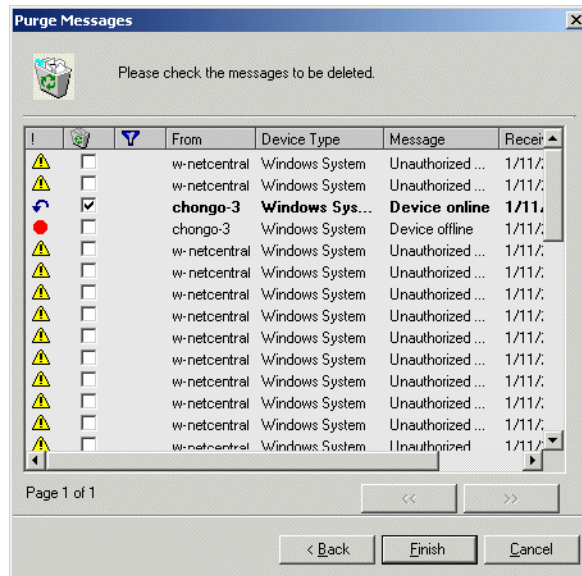 Purge Messages
Please check the messages to be deleted.
! From Device Type Message Recei
w-netcentral Windows System Unauthorized ... 1/11/
w-netcentral Windows System Unauthorized ... 1/11/
chongo-3 Windows Sys... Device online 1/11/
chongo-3 Windows System Device offline 1/11/
w-netcentral Windows System Unauthorized ... 1/11/
w-netcentral Windows System Unauthorized ... 1/11/
w-netcentral Windows System Unauthorized ... 1/11/
w-netcentral Windows System Unauthorized ... 1/11/
w-netcentral Windows System Unauthorized ... 1/11/
w-netcentral Windows System Unauthorized ... 1/11/
w-netcentral Windows System Unauthorized ... 1/11/
w-netcentral Windows System Unauthorized ... 1/11/
w-netcentral Windows Sustem Unauthorized 1/11/
Page 1 of 1
<< >>
< Back Finish Cancel